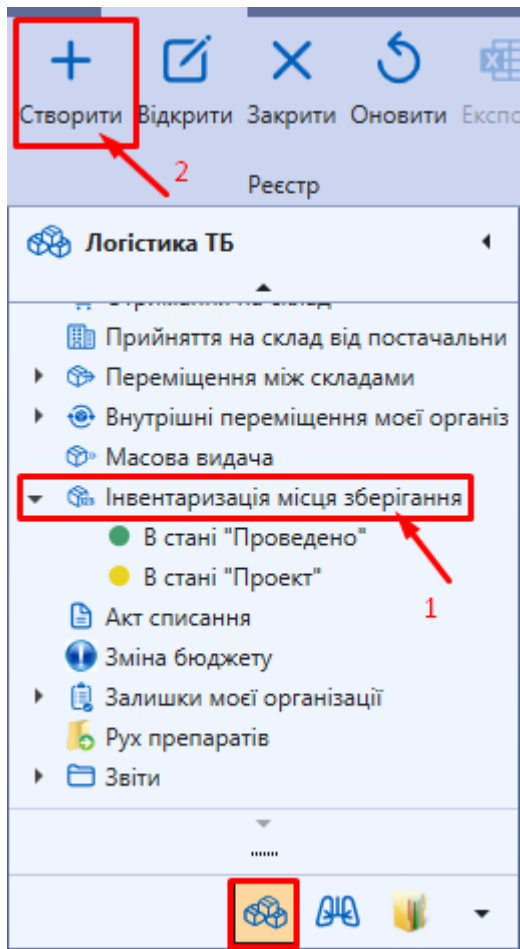 Створити Відкрити Закрити Оновити Експо
2
Реєстр
Логістика ТБ
Прийняття на склад від постачальни
Переміщення між складами
Внутрішні переміщення моєї організ
Масова видача
Інвентаризація місця зберігання
В стані "Проведено"
В стані "Проект"
1
Акт списання
Зміна бюджету
Залишки моєї організації
Рух препаратів
Звіти